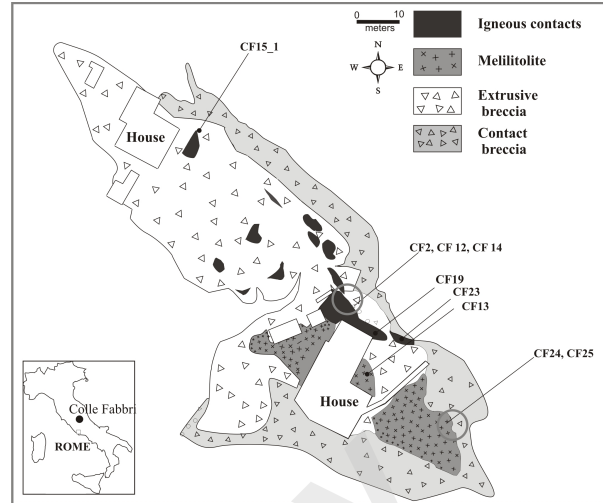 0 10
meters
N
W E
S
Igneous contacts
Melilitolite
Extrusive
breccia
Contact
breccia
CF15_1
House
CF2, CF 12, CF 14
CF19
CF23
CF13
CF24, CF25
House
Colle Fabbri
ROME